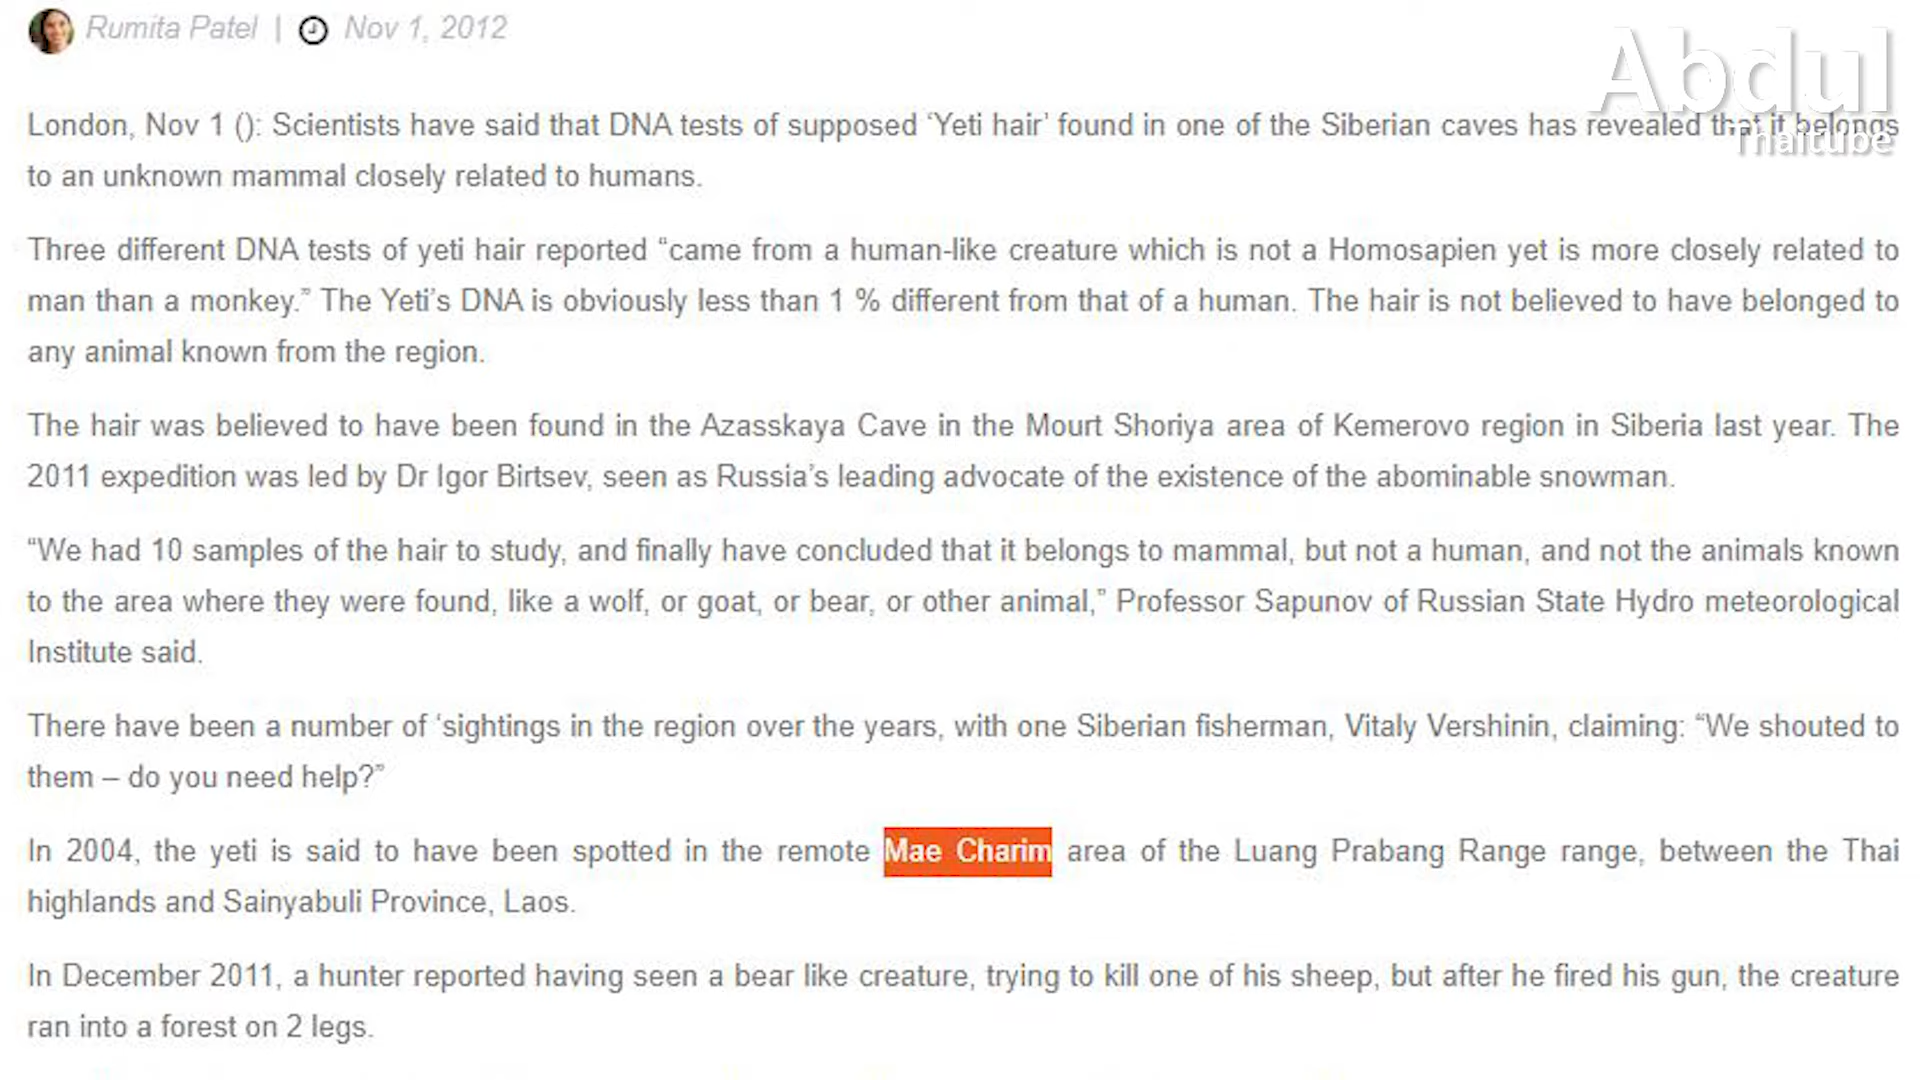 Rumita Patel | Nov 1, 2012
Abdul
Thaitube
London, Nov 1 (): Scientists have said that DNA tests of supposed ‘Yeti hair’ found in one of the Siberian caves has revealed that it belongs
to an unknown mammal closely related to humans.
Three different DNA tests of yeti hair reported “came from a human-like creature which is not a Homosapien yet is more closely related to
man than a monkey.” The Yeti’s DNA is obviously less than 1 % different from that of a human. The hair is not believed to have belonged to
any animal known from the region.
The hair was believed to have been found in the Azasskaya Cave in the Mourt Shoriya area of Kemerovo region in Siberia last year. The
2011 expedition was led by Dr Igor Birtsev, seen as Russia’s leading advocate of the existence of the abominable snowman.
“We had 10 samples of the hair to study, and finally have concluded that it belongs to mammal, but not a human, and not the animals known
to the area where they were found, like a wolf, or goat, or bear, or other animal,” Professor Sapunov of Russian State Hydro meteorological
Institute said.
There have been a number of ‘sightings in the region over the years, with one Siberian fisherman, Vitaly Vershinin, claiming: “We shouted to
them – do you need help?”
In 2004, the yeti is said to have been spotted in the remote Mae Charim area of the Luang Prabang Range range, between the Thai
highlands and Sainyabuli Province, Laos.
In December 2011, a hunter reported having seen a bear like creature, trying to kill one of his sheep, but after he fired his gun, the creature
ran into a forest on 2 legs.